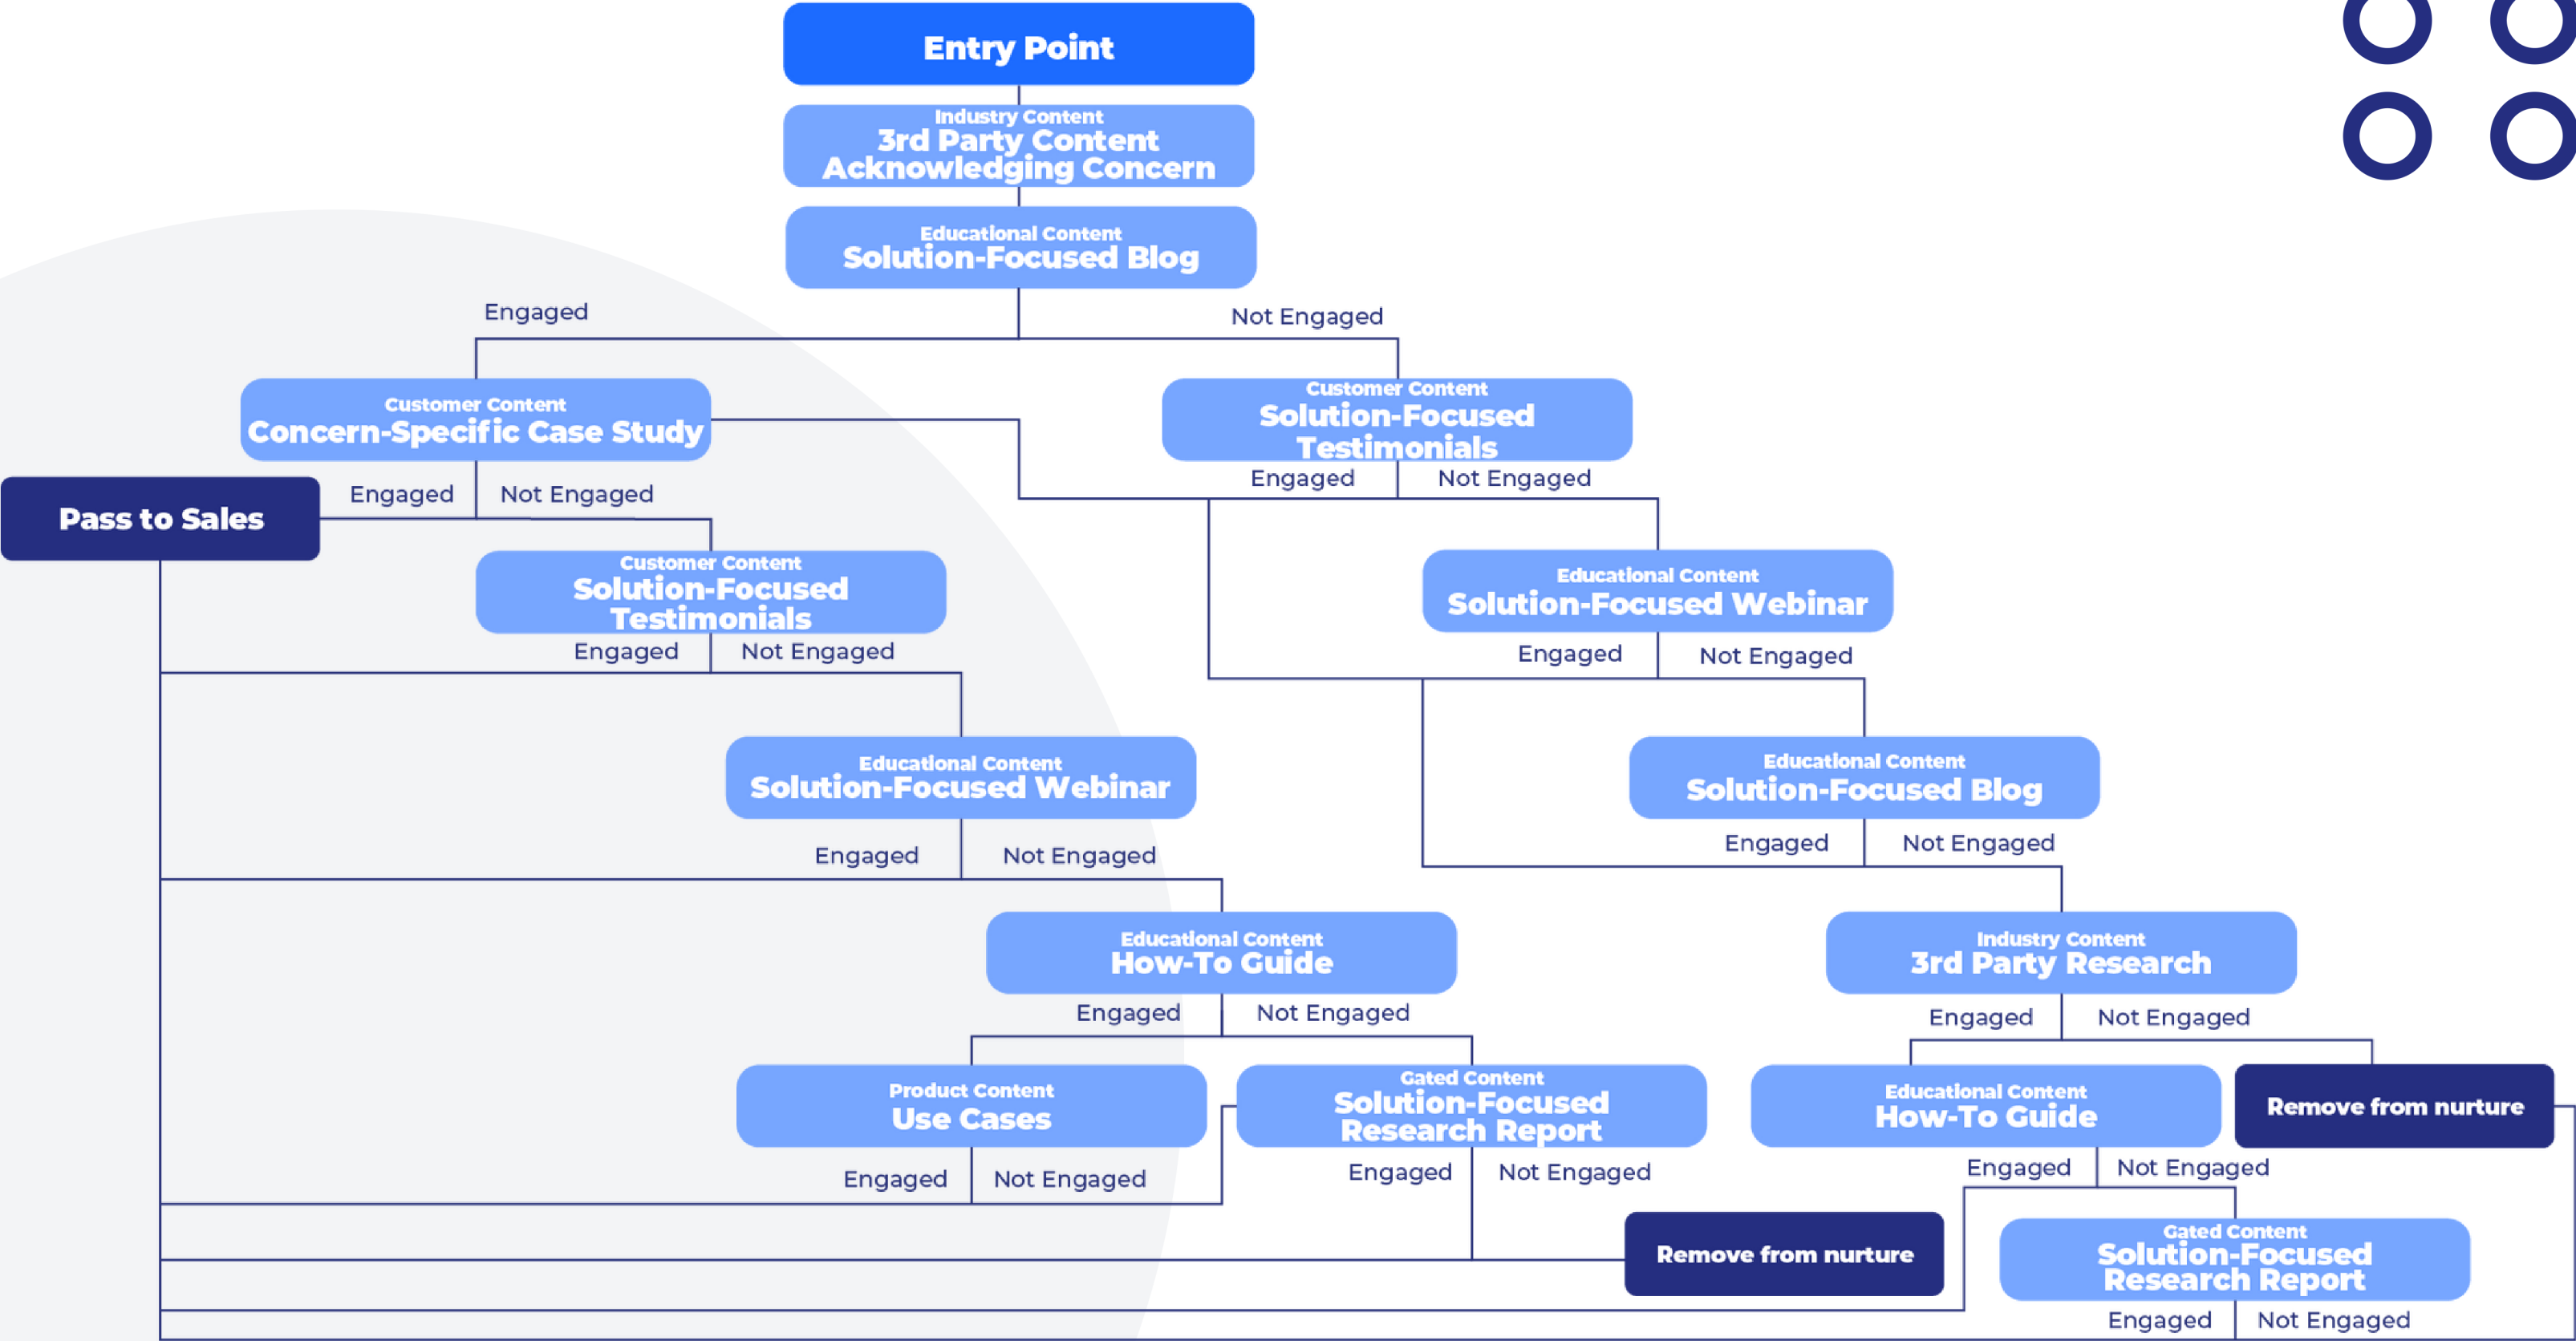 Entry Point
Industry Content
3rd Party Content
Acknowledging Concern
Educational Content
Solution-Focused Blog
Engaged
Not Engaged
Customer Content
Concern-Specific Case Study
Customer Content
Solution-Focused
Testimonials
Engaged
Not Engaged
Pass to Sales
Engaged
Not Engaged
Customer Content
Solution-Focused
Testimonials
Educational Content
Solution-Focused Webinar
Engaged
Not Engaged
Engaged
Not Engaged
Educational Content
Solution-Focused Webinar
Educational Content
Solution-Focused Blog
Engaged
Not Engaged
Engaged
Not Engaged
Educational Content
How-To Guide
Industry Content
3rd Party Research
Engaged
Not Engaged
Engaged
Not Engaged
Product Content
Use Cases
Gated Content
Solution-Focused
Research Report
Educational Content
How-To Guide
Remove from nurture
Engaged
Not Engaged
Engaged
Not Engaged
Engaged
Not Engaged
Remove from nurture
Gated Content
Solution-Focused
Research Report
Engaged
Not Engaged